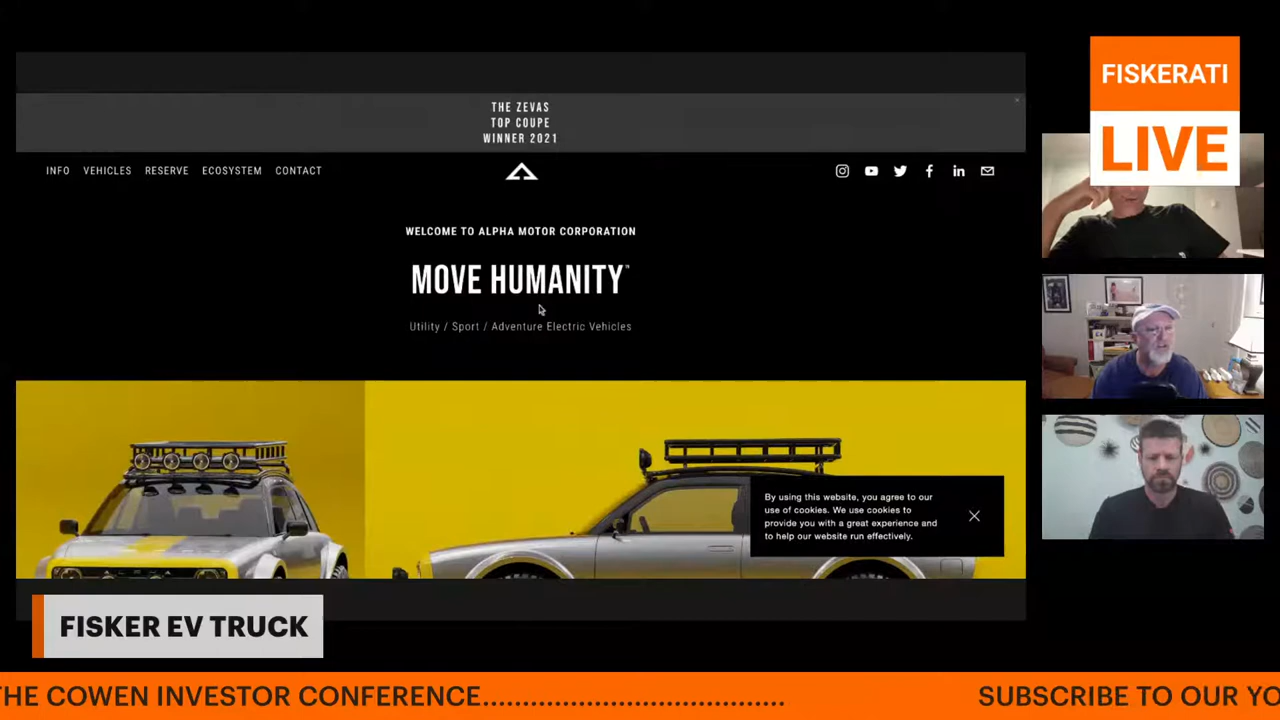 THE ZEVAS
TOP COUPE
WINNER 2021
INFO VEHICLES RESERVE ECOSYSTEM CONTACT
WELCOME TO ALPHA MOTOR CORPORATION
MOVE HUMANITY™
Utility / Sport / Adventure Electric Vehicles
By using this website, you agree to our
use of cookies. We use cookies to
provide you with a great experience and
to help our website run effectively.
FISKERATI
LIVE
FISKER EV TRUCK
THE COWEN INVESTOR CONFERENCE.................................... SUBSCRIBE TO OUR YO